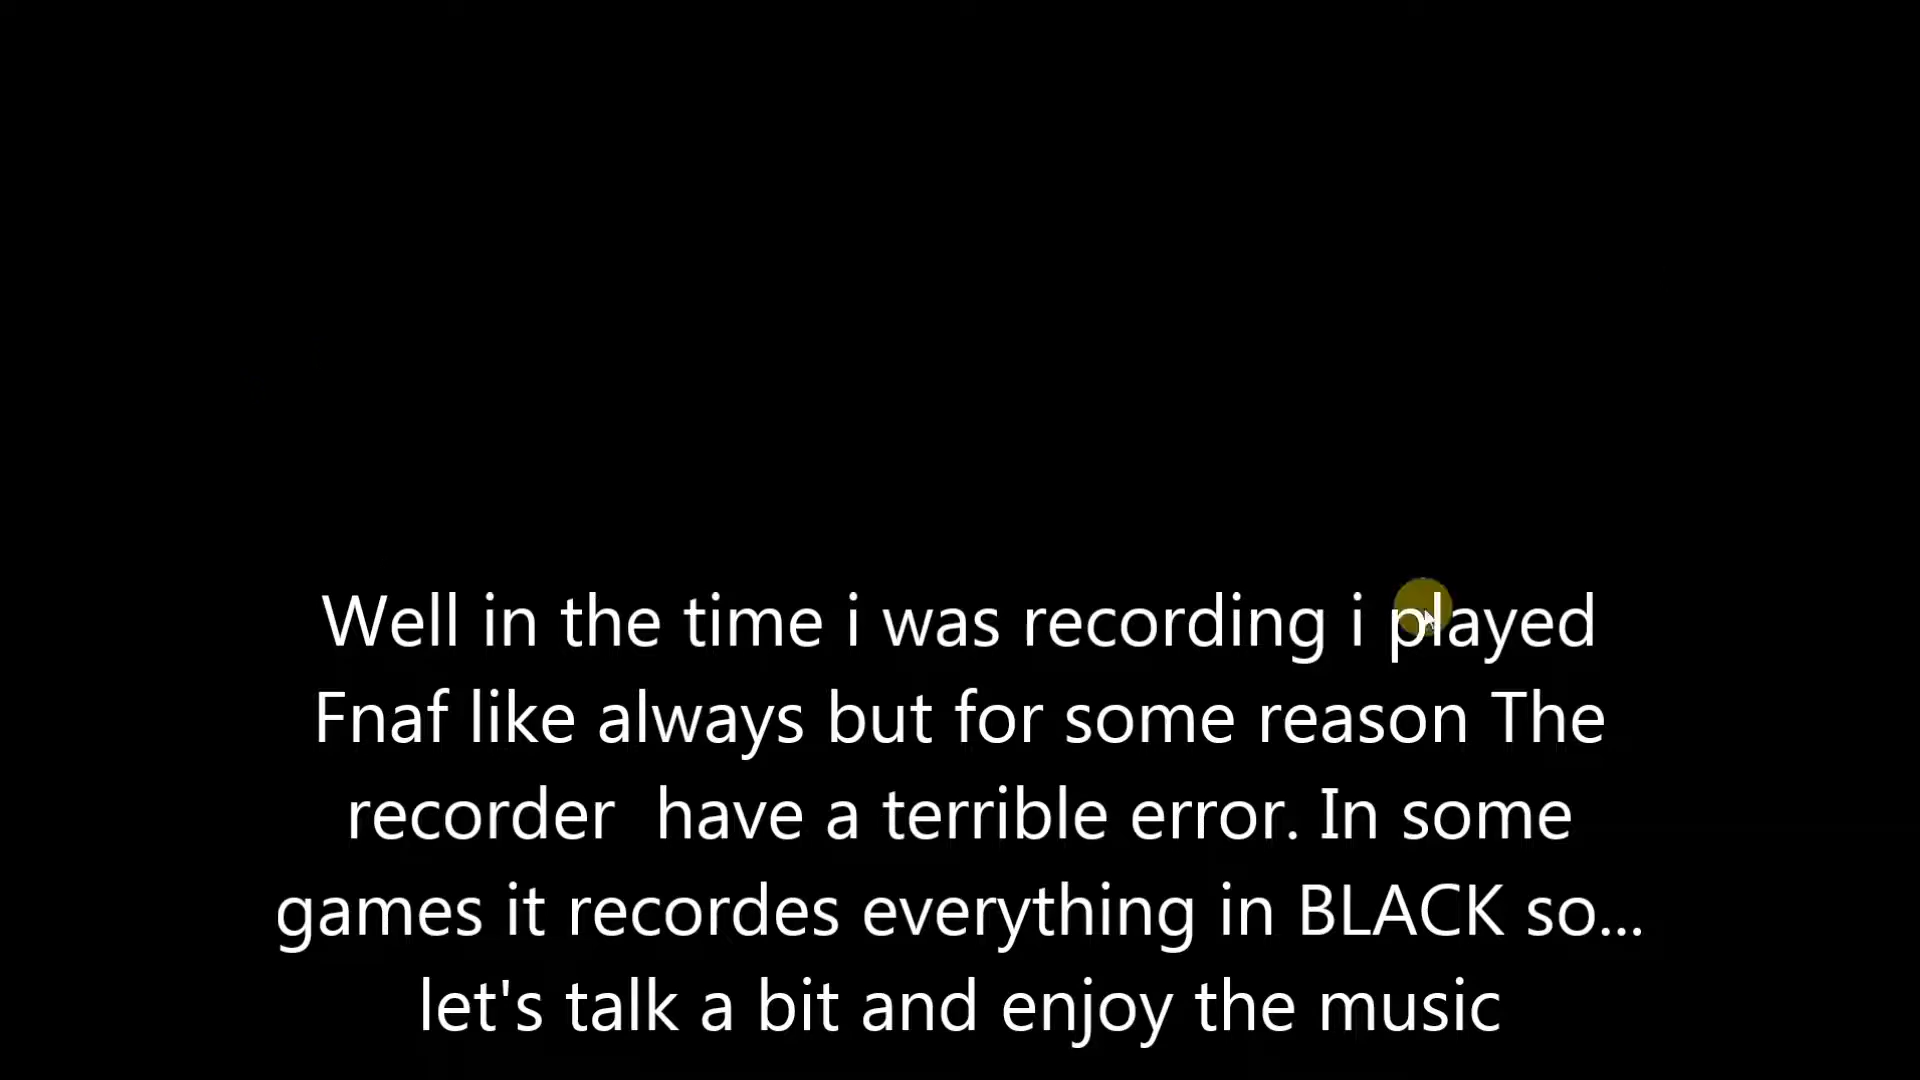 Well in the time i was recording i played
Fnaf like always but for some reason The
recorder  have a terrible error. In some
games it recordes everything in BLACK so...
let's talk a bit and enjoy the music